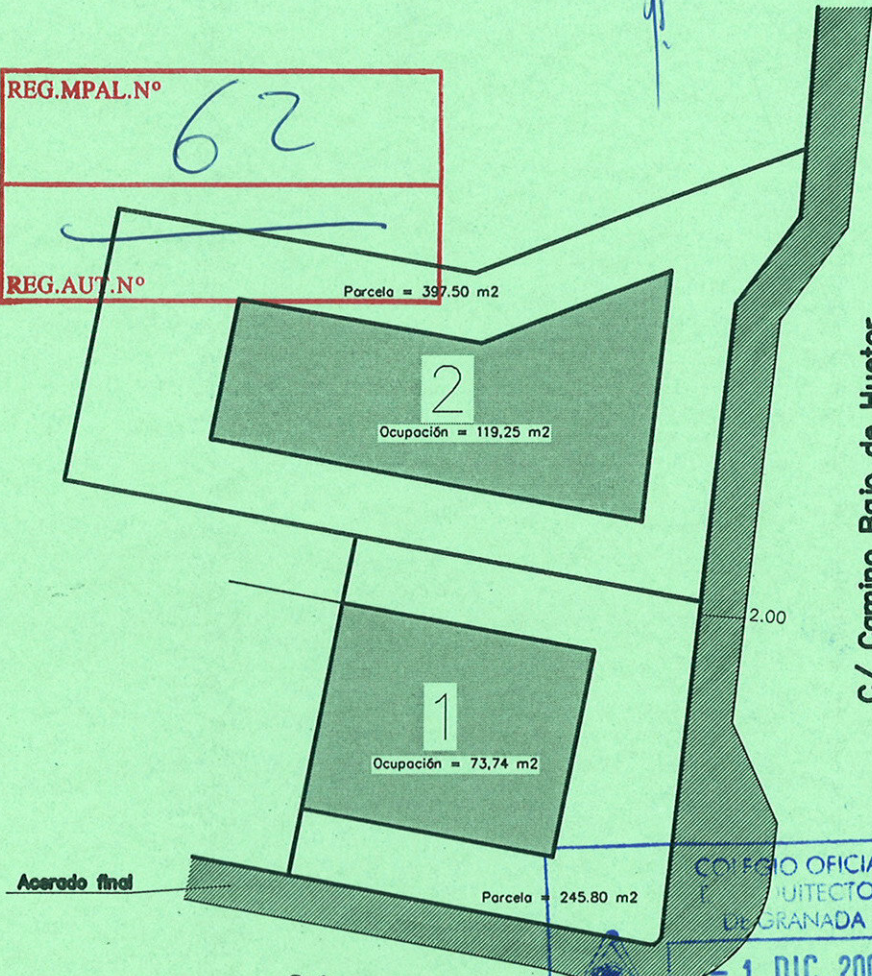 REG.MPAL.Nº
62
REG.AUT.Nº
Parcela = 397.50 m2
2
Ocupación = 119,25 m2
C/ Camino Bajo de Huetor
2.00
1
Ocupación = 73,74 m2
Acerado final
Parcela = 245.80 m2
COLEGIO OFICIA
UITECTO
DE GRANADA
- 1 DIC. 200